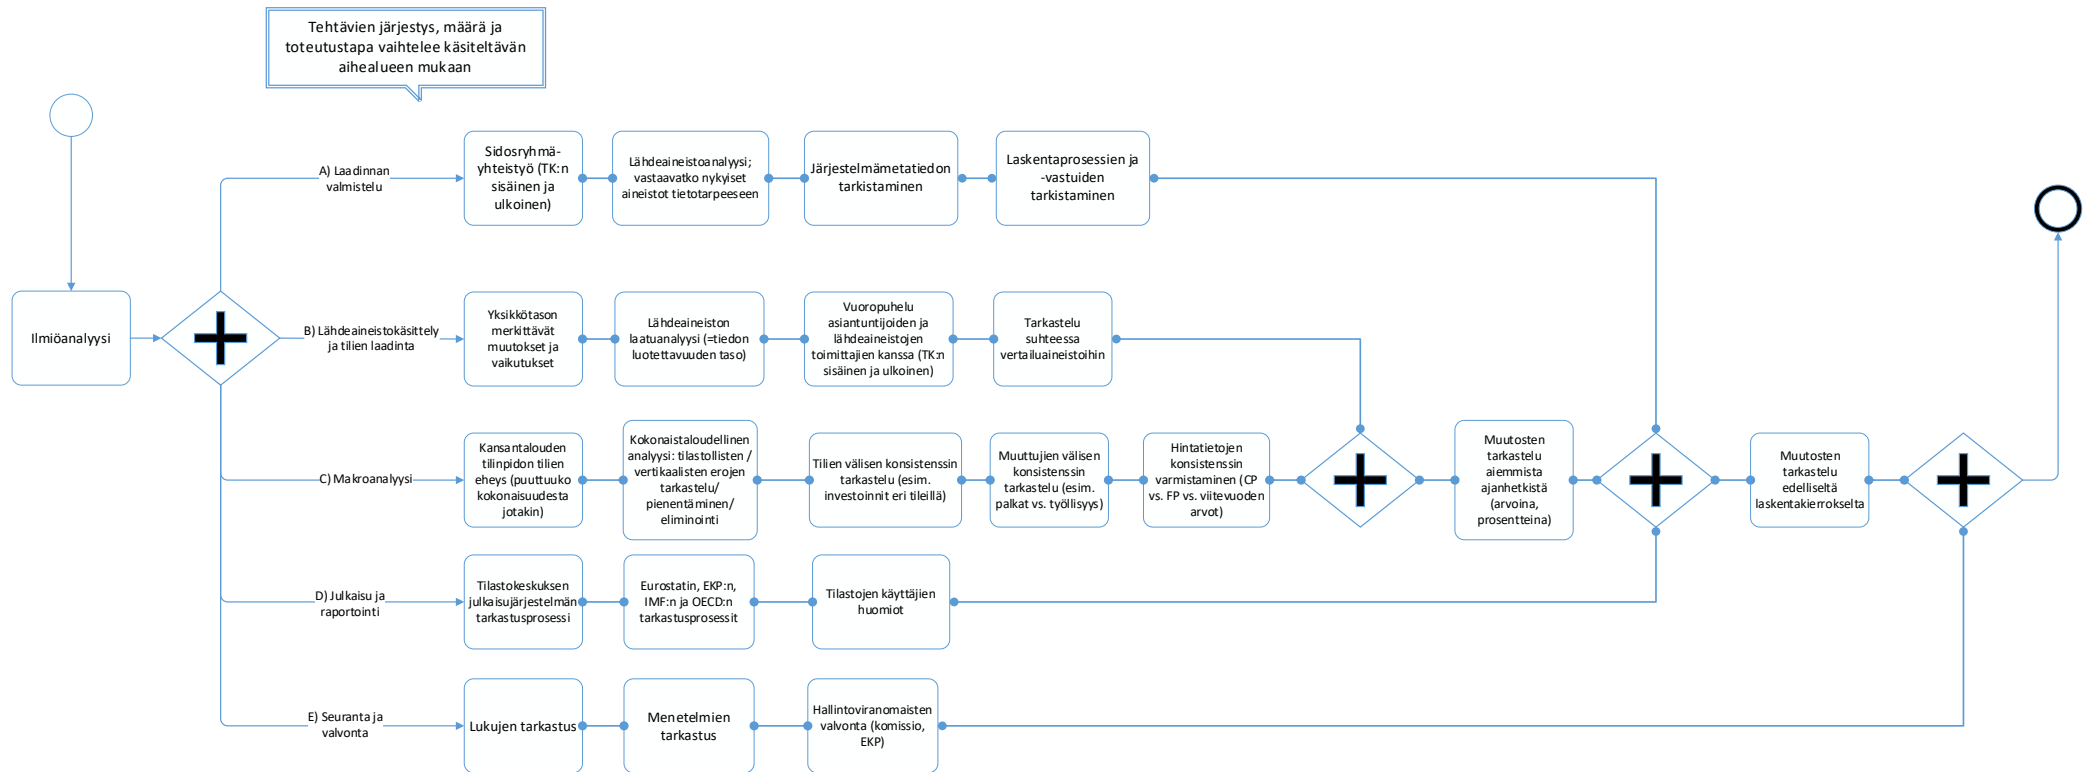 Tehtävien järjestys, määrä ja
toteutustapa vaihtelee käsiteltävän
aihealueen mukaan
Ilmiöanalyysi
A) Laadinnan
valmistelu
Sidosryhmä-
yhteistyö (TK:n
sisäinen ja
ulkoinen)
Lähdeaineistoanalyysi;
vastaavatko nykyiset
aineistot tietotarpeeseen
Järjestelmämetatiedon
tarkistaminen
Laskentaprosessien ja
-vastuiden
tarkistaminen
B) Lähdeaineistokäsittely
ja tilien laadinta
Yksikkötason
merkittävät
muutokset ja
vaikutukset
Lähdeaineiston
laatuanalyysi (=tiedon
luotettavuuden taso)
Vuoropuhelu
asiantuntijoiden ja
lähdeaineistojen
toimittajien kanssa (TK:n
sisäinen ja ulkoinen)
Tarkastelu
suhteessa
vertailuaineistoihin
C) Makroanalyysi
Kansantalouden
tilinpidon tilien
eheys (puuttuuko
kokonaisuudesta
jotakin)
Kokonaistaloudellinen
analyysi: tilastollisten /
vertikaalisten erojen
tarkastelu/
pienentäminen/
eliminointi
Tilien välisen konsistenssin
tarkastelu (esim.
investoinnit eri tileillä)
Muuttujien välisen
konsistenssin
tarkastelu (esim.
palkat vs. työllisyys)
Hintatietojen
konsistenssin
varmistaminen (CP
vs. FP vs. viitevuoden
arvot)
Muutosten
tarkastelu
aiemmista
ajanhetkistä
(arvoina,
prosentteina)
Muutosten
tarkastelu
edelliseltä
laskentakierrokselta
D) Julkaisu ja
raportointi
Tilastokeskuksen
julkaisujärjestelmän
tarkastusprosessi
Eurostatin, EKP:n,
IMF:n ja OECD:n
tarkastusprosessit
Tilastojen käyttäjien
huomiot
E) Seuranta ja
valvonta
Lukujen tarkastus
Menetelmien
tarkastus
Hallintoviranomaisten
valvonta (komissio,
EKP)